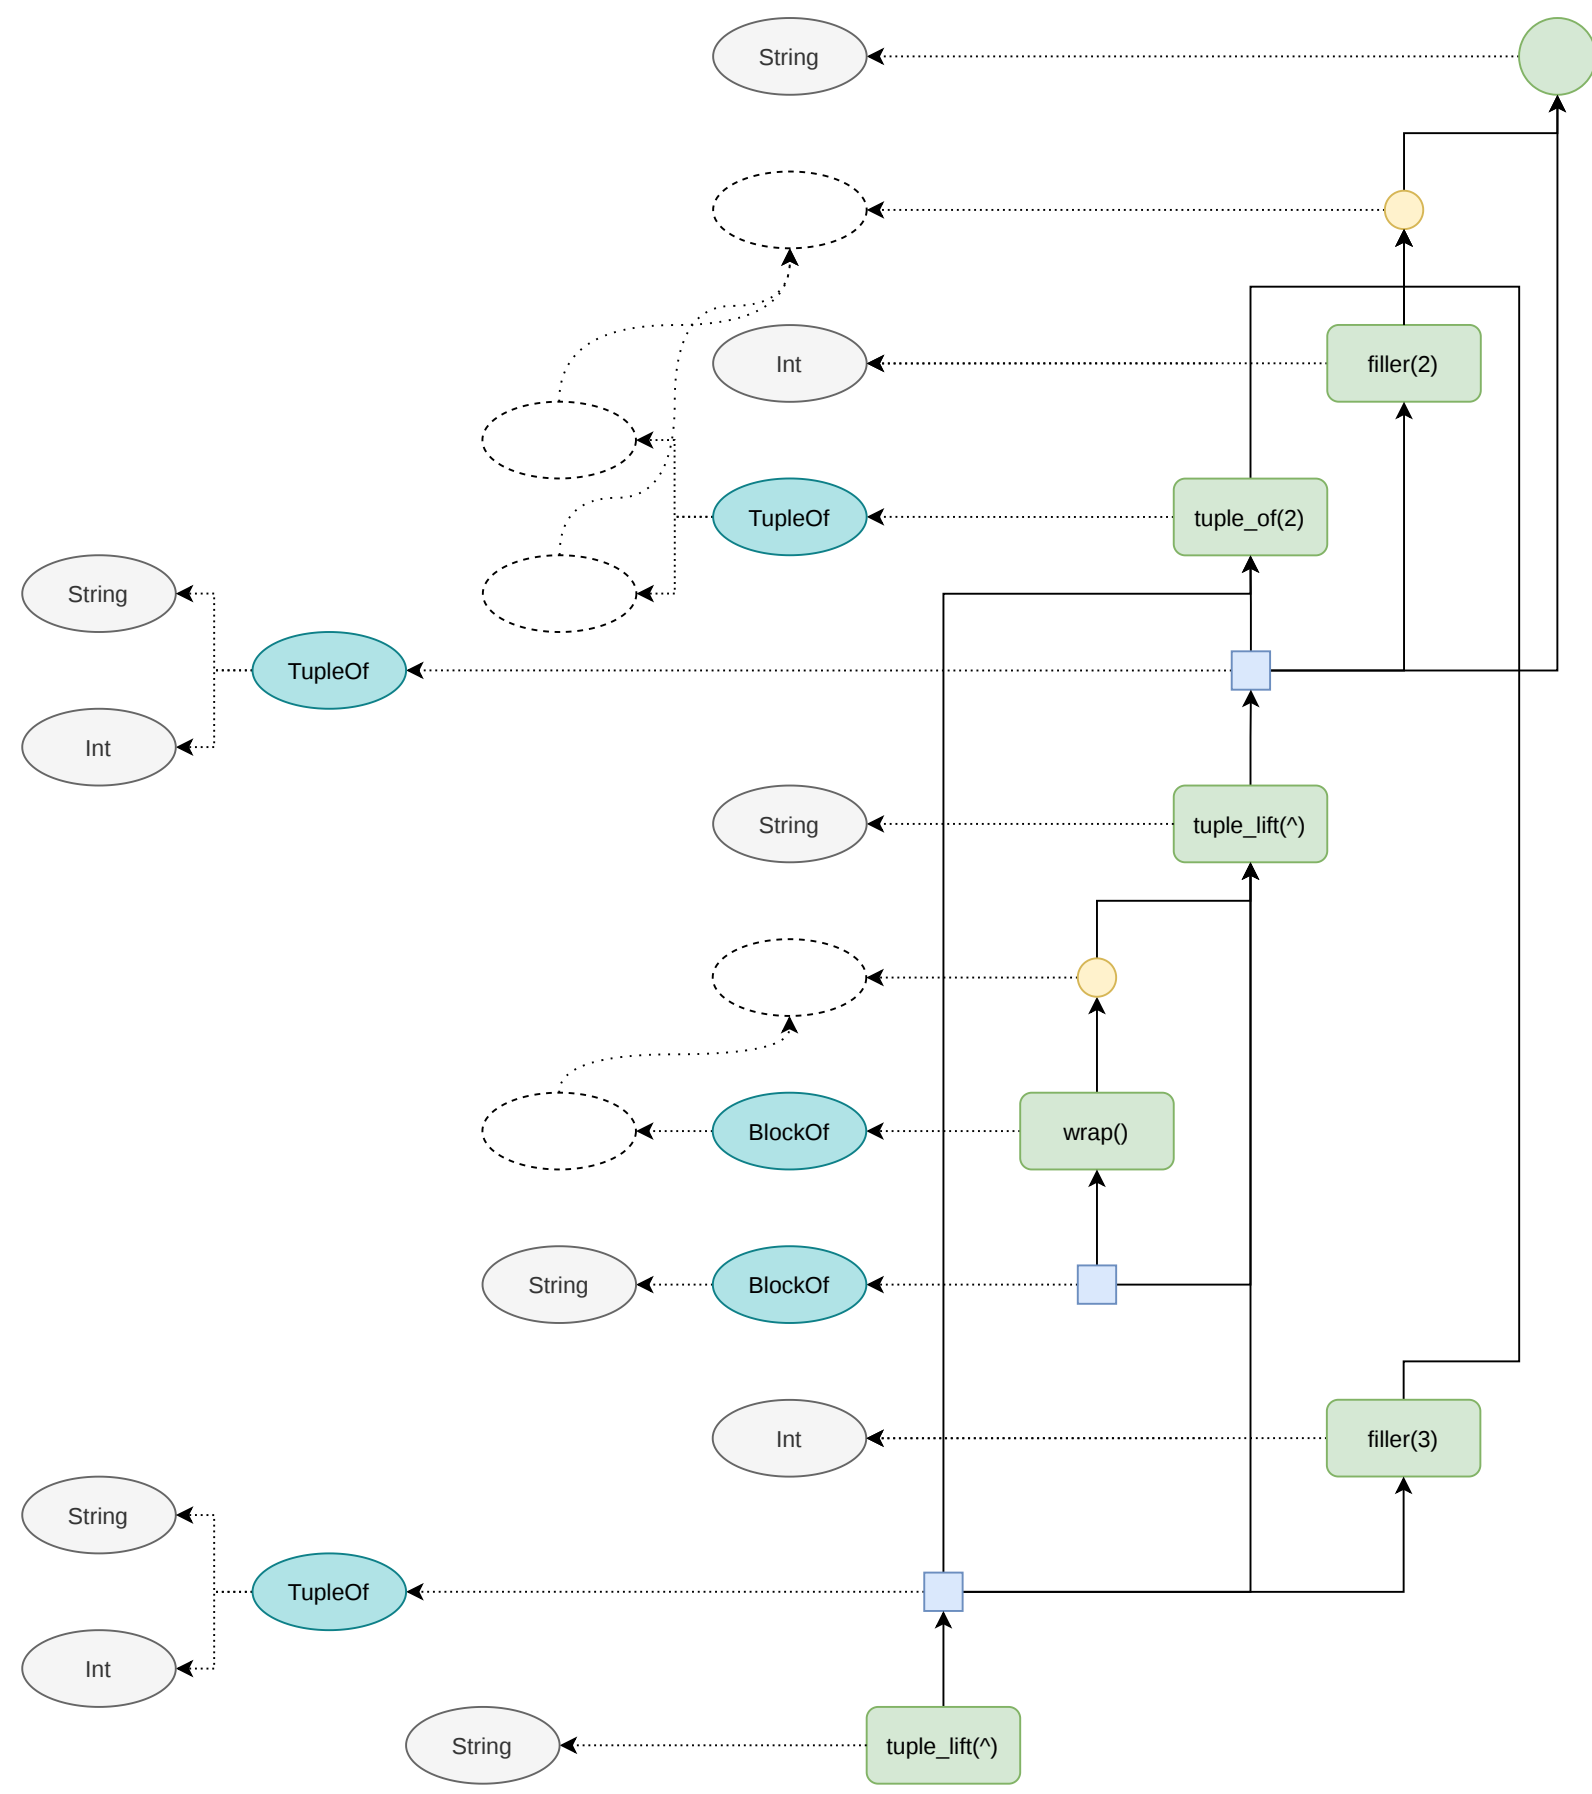 String
Int
filler(2)
TupleOf
tuple_of(2)
String
TupleOf
Int
String
tuple_lift(^)
BlockOf
wrap()
String
BlockOf
Int
filler(3)
String
TupleOf
Int
String
tuple_lift(^)